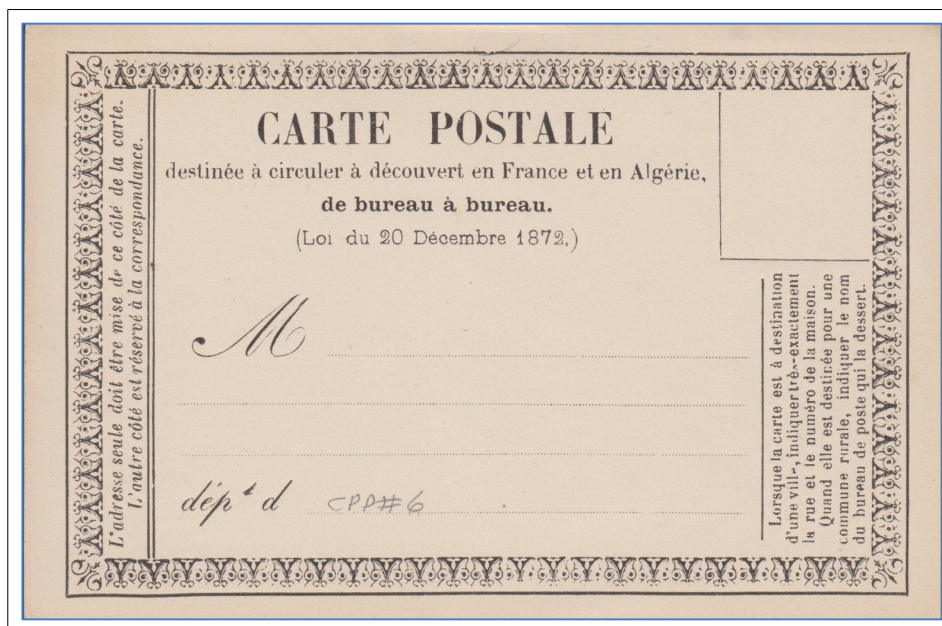 CARTE POSTALE
destinée à circuler à découvert en France et en Algérie,
de bureau à bureau.
(Loi du 20 Décembre 1872,)
M
dépt d CPP#6
L'adresse seule doit être mise de ce côté de la carte.
L'autre côté est réservé à la correspondance.
Lorsque la carte est à destination
d'une ville, indiquer très-exactement
la rue et le numéro de la maison.
Quand elle est destinée pour une
commune rurale, indiquer le nom
du bureau de poste qui la dessert.